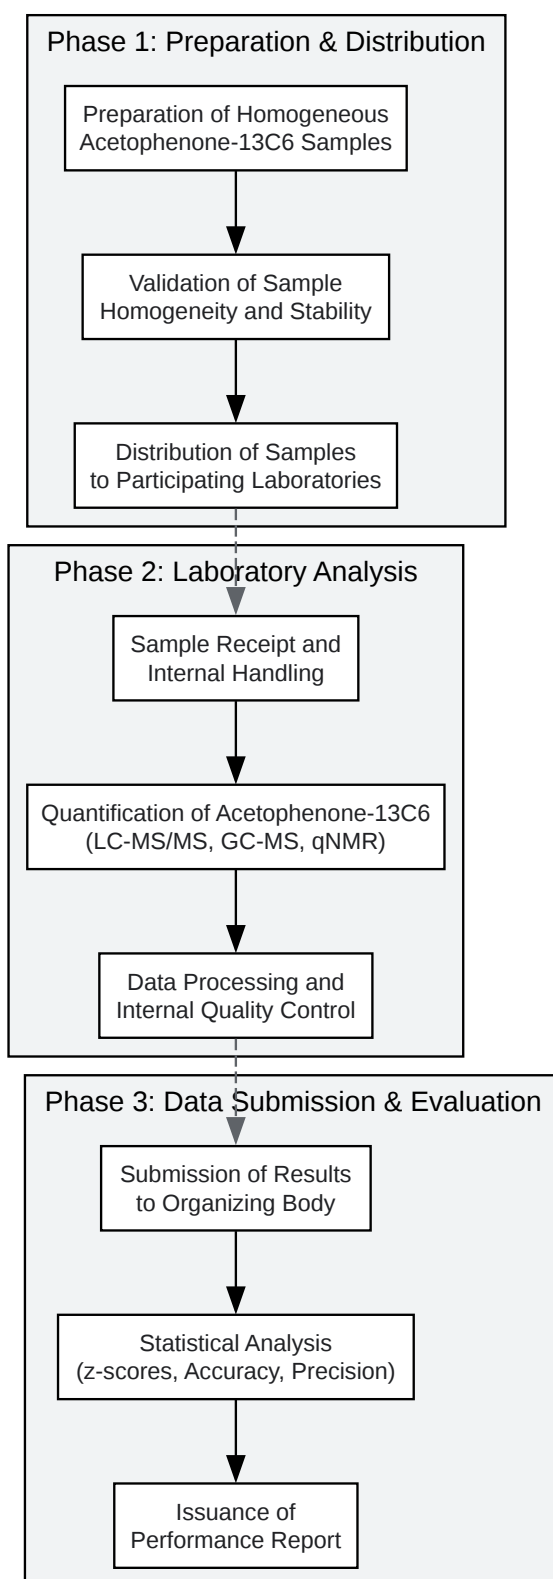 Phase 1: Preparation & Distribution
Preparation of Homogeneous
Acetophenone-13C6 Samples
Validation of Sample
Homogeneity and Stability
Distribution of Samples
to Participating Laboratories
Phase 2: Laboratory Analysis
Sample Receipt and
Internal Handling
Quantification of Acetophenone-13C6
(LC-MS/MS, GC-MS, qNMR)
Data Processing and
Internal Quality Control
Phase 3: Data Submission & Evaluation
Submission of Results
to Organizing Body
Statistical Analysis
(z-scores, Accuracy, Precision)
Issuance of
Performance Report